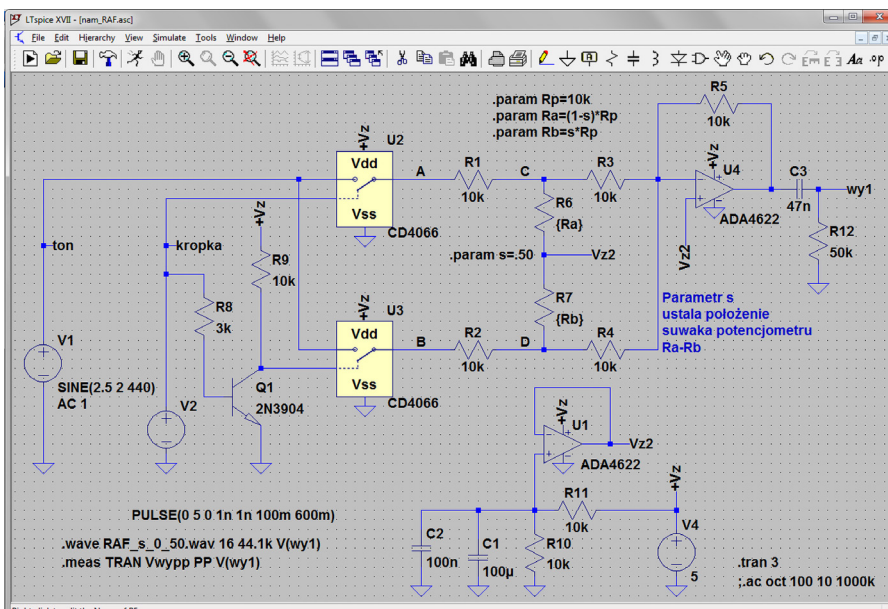 LTspice XVII - [nam_RAF.asc]
File Edit Hierarchy View Simulate Tools Window Help
.param Rp=10k
.param Ra=(1-s)*Rp
.param Rb=s*Rp
R5
10k
+Vz
U2
Vdd
Vss
CD4066
A
R1
10k
C
R3
10k
+Vz
U4
ADA4622
Vz2
C3
47n
wy1
R12
50k
R6
{Ra}
.param s=.50
Vz2
R7
{Rb}
ton
kropka
+Vz
R9
10k
R8
3k
+Vz
U3
Vdd
Vss
CD4066
B
R2
10k
D
R4
10k
Parametr s
ustala położenie
suwaka potencjometru
Ra-Rb
V1
SINE(2.5 2 440)
AC 1
V2
Q1
2N3904
+Vz
U1
Vz2
ADA4622
PULSE(0 5 0 1n 1n 100m 600m)
.wave RAF_s_0_50.wav 16 44.1k V(wy1)
.meas TRAN Vwypp PP V(wy1)
C2
100n
C1
100µ
R11
10k
R10
10k
+Vz
V4
5
.tran 3
;.ac oct 100 10 1000k